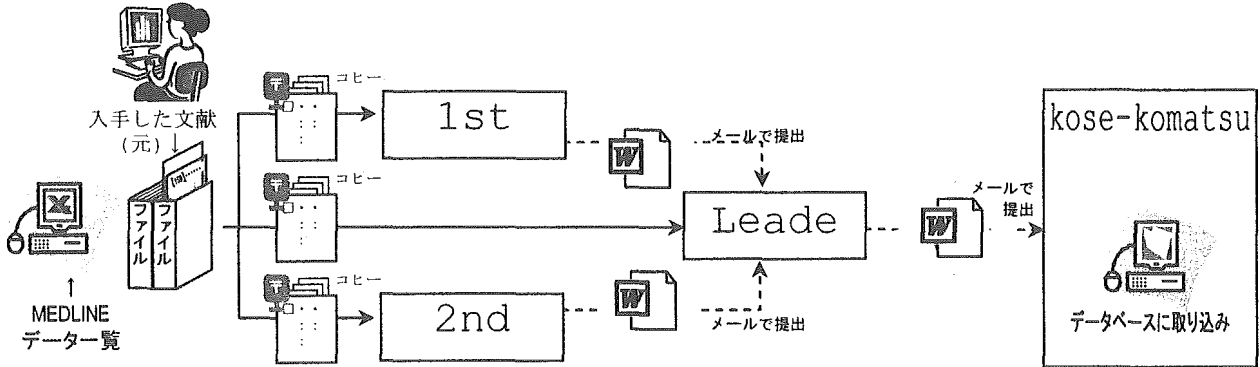 入手した文献
(元)↓
ファイル
ファイル
↑
MEDLINE
データ一覧
コピー
1st
メールで提出
W
コピー
Leade
コピー
2nd
メールで提出
W
W
メールで
提出
kose-komatsu
データベースに取り込み